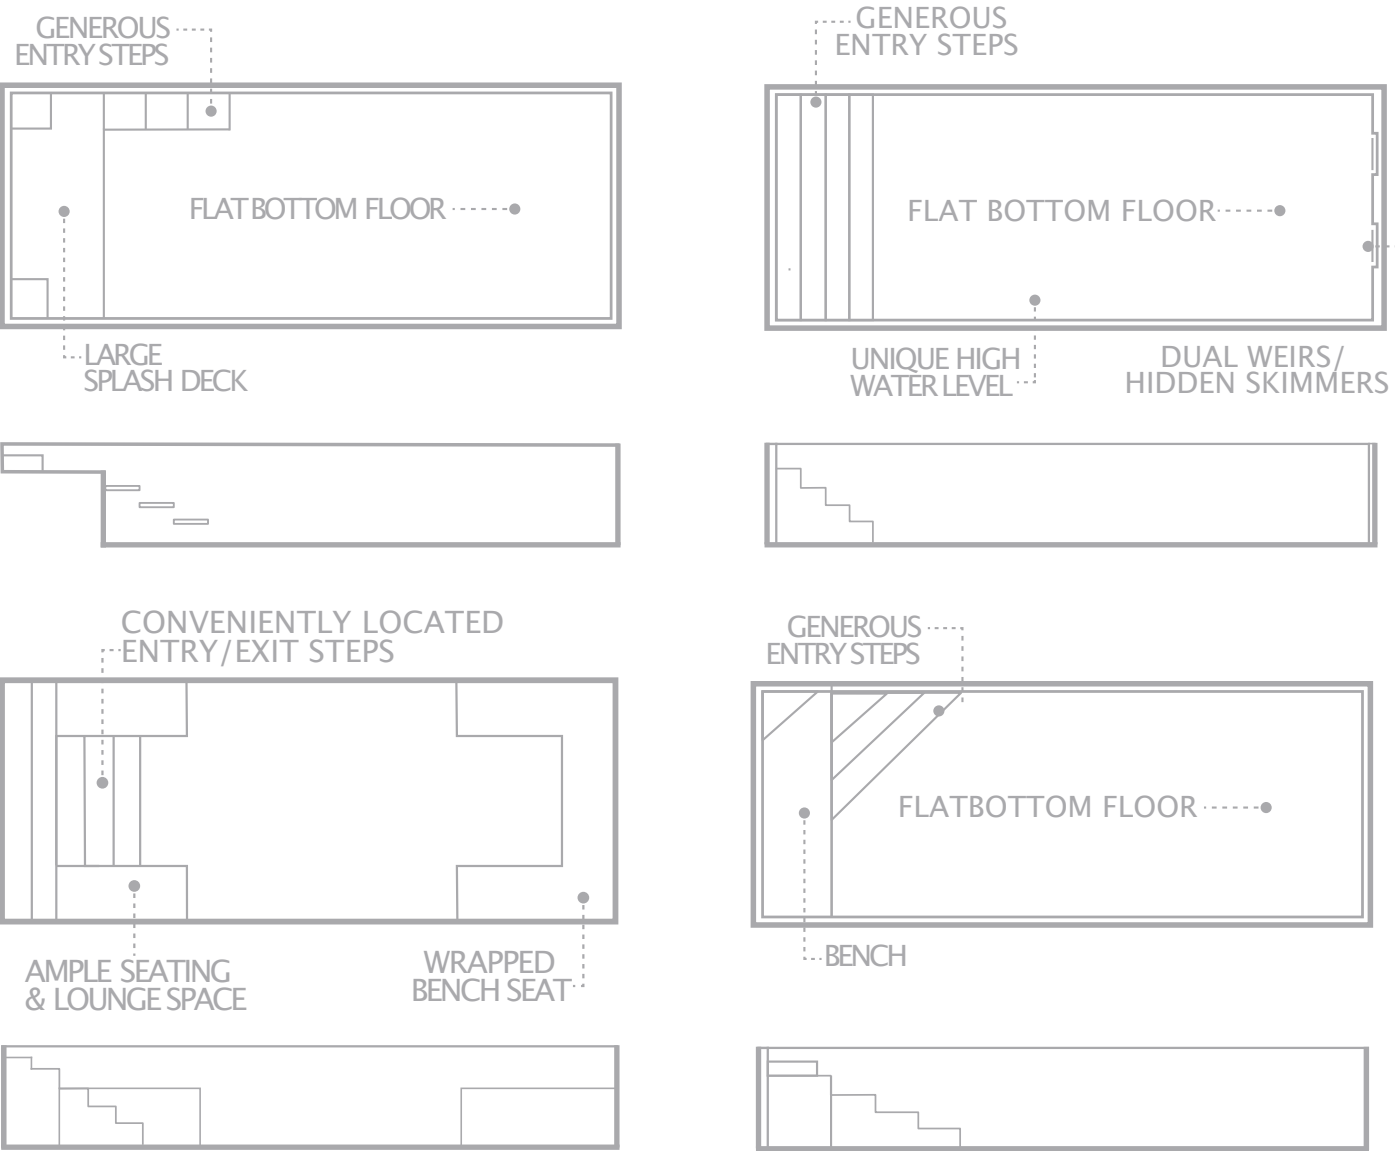 GENEROUS
ENTRY STEPS
FLAT BOTTOM FLOOR
LARGE
SPLASH DECK
GENEROUS
ENTRY STEPS
FLAT BOTTOM FLOOR
UNIQUE HIGH
WATER LEVEL
DUAL WEIRS/
HIDDEN SKIMMERS
CONVENIENTLY LOCATED
ENTRY/EXIT STEPS
AMPLE SEATING
& LOUNGE SPACE
WRAPPED
BENCH SEAT
GENEROUS
ENTRY STEPS
FLATBOTTOM FLOOR
BENCH